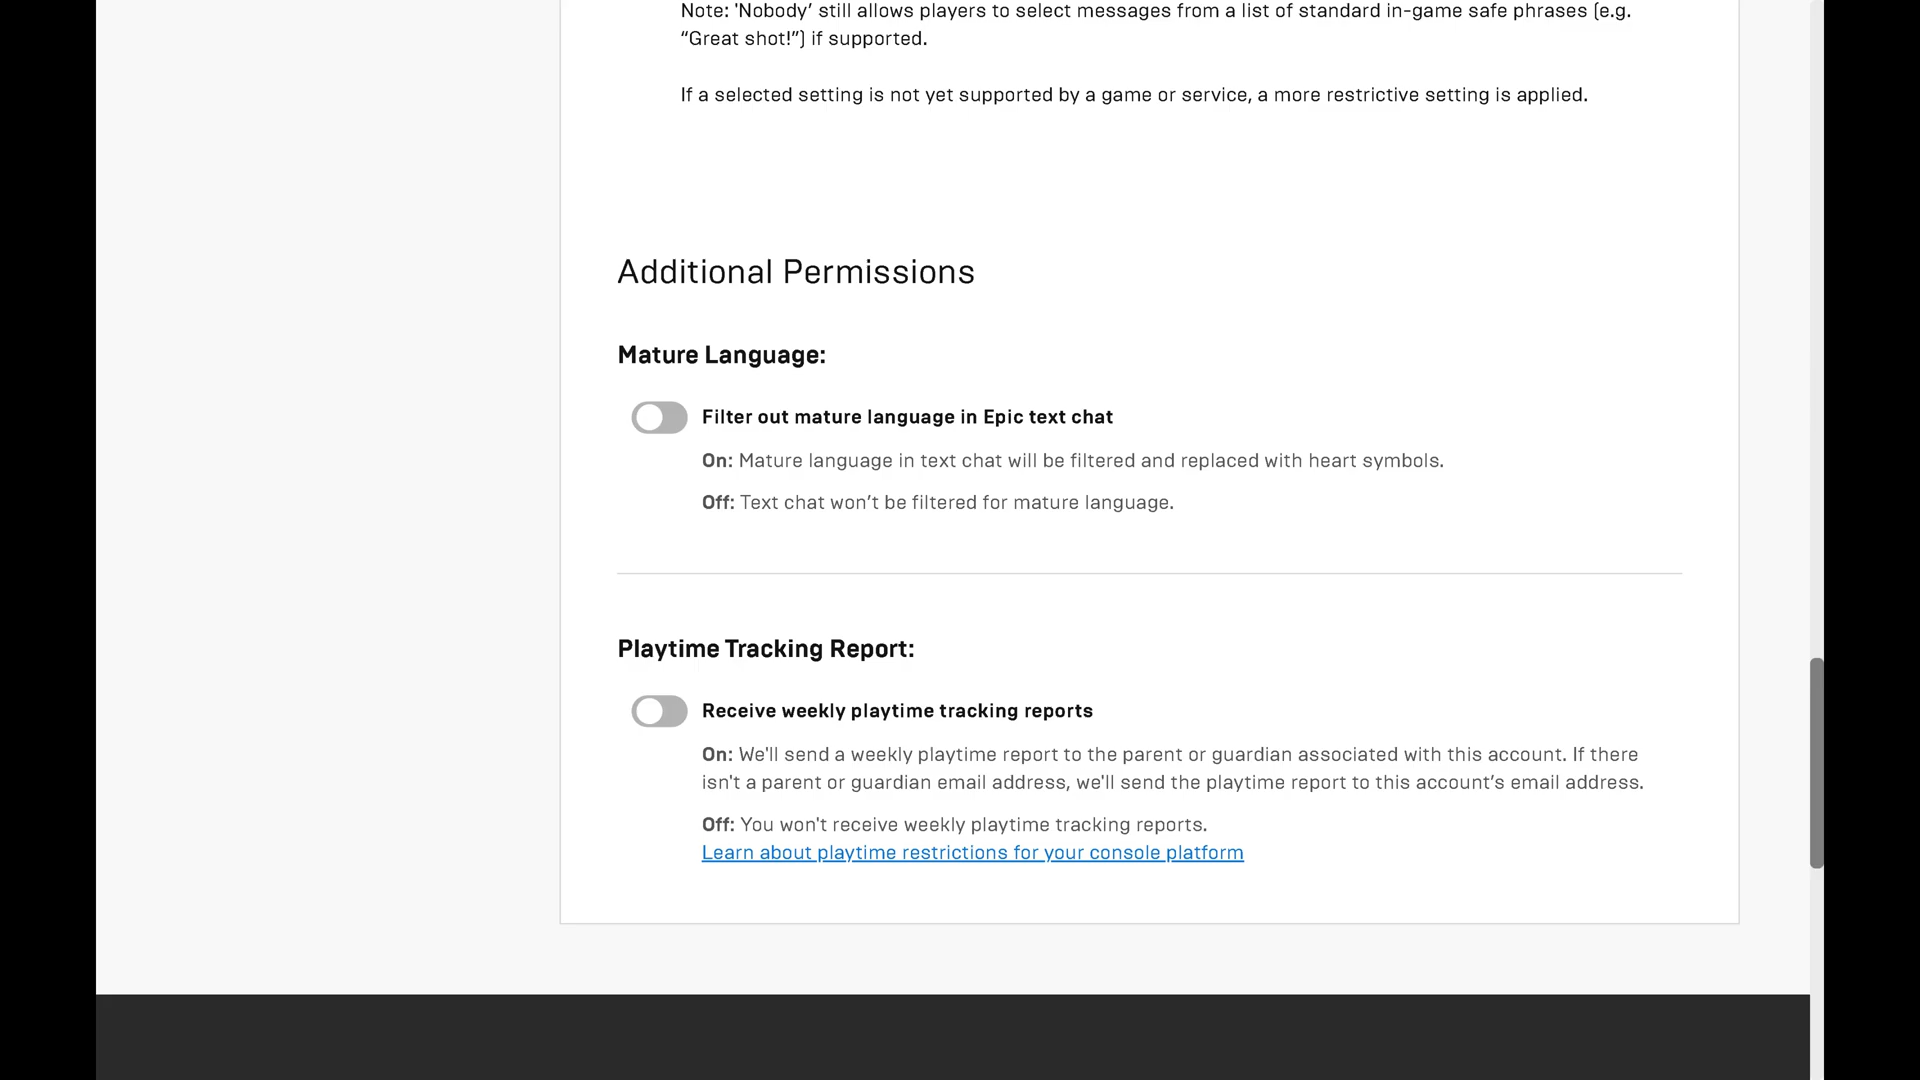 Note: 'Nobody’ still allows players to select messages from a list of standard in-game safe phrases (e.g.
“Great shot!”) if supported.
If a selected setting is not yet supported by a game or service, a more restrictive setting is applied.
Additional Permissions
Mature Language:
Filter out mature language in Epic text chat
On: Mature language in text chat will be filtered and replaced with heart symbols.
Off: Text chat won’t be filtered for mature language.
Playtime Tracking Report:
Receive weekly playtime tracking reports
On: We'll send a weekly playtime report to the parent or guardian associated with this account. If there
isn't a parent or guardian email address, we'll send the playtime report to this account’s email address.
Off: You won't receive weekly playtime tracking reports.
Learn about playtime restrictions for your console platform